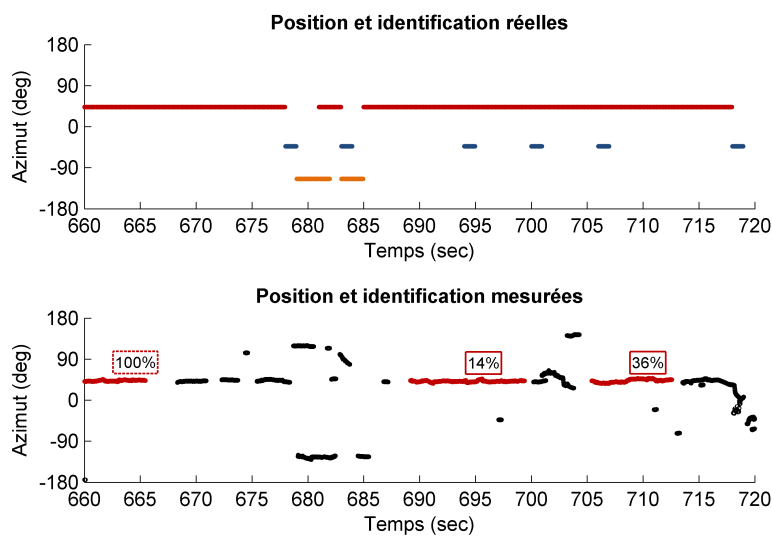 Position et identification réelles
180
90
0
-90
-180
Azimut (deg)
660 665 670 675 680 685 690 695 700 705 710 715 720
Temps (sec)
Position et identification mesurées
180
90
0
-90
-180
Azimut (deg)
100%
14%
36%
660 665 670 675 680 685 690 695 700 705 710 715 720
Temps (sec)